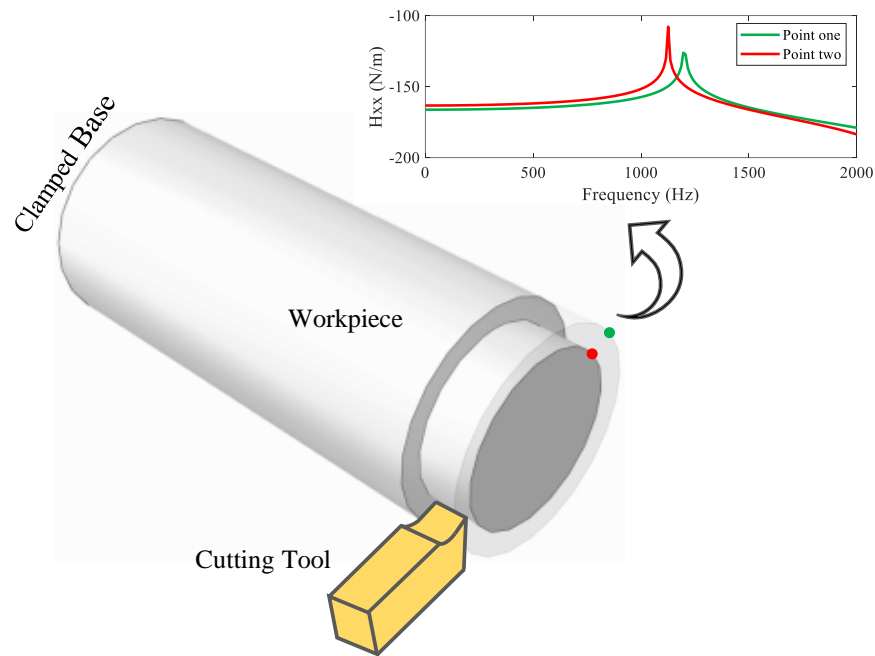 -100
Point one
Point two
Hxx (N/m)
-150
-200
0
500
1000
1500
2000
Frequency (Hz)
Clamped Base
Workpiece
Cutting Tool